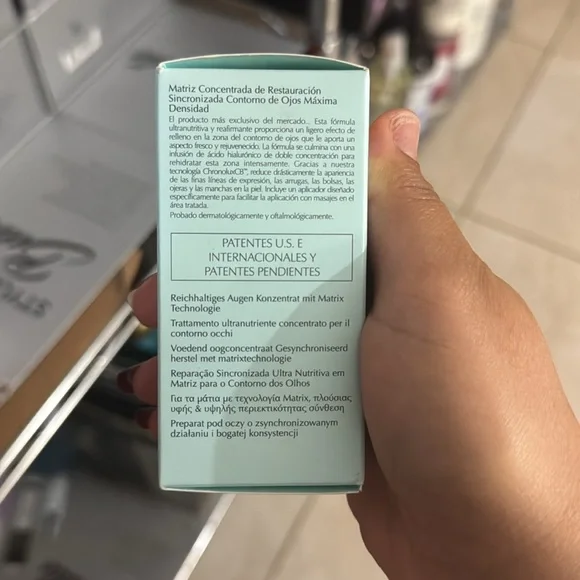 Matriz Concentrada de Restauración
Sincronizada Contorno de Ojos Máxima
Densidad
El producto más exclusivo del mercado... Esta fórmula
ultranutritiva y reafirmante proporciona un ligero efecto de
relleno en la zona del contorno de ojos que le aporta un
aspecto fresco y rejuvenecido. La fórmula se culmina con una
infusión de ácido hialurónico de doble concentración para
rehidratar esta zona intensamente. Gracias a nuestra
tecnología ChronoluxCB™, reduce drásticamente la apariencia
de las finas líneas de expresión, las arrugas, las bolsas, las
ojeras y las manchas en la piel. Incluye un aplicador diseñado
específicamente para facilitar la aplicación con masajes en el
área tratada.
Probado dermatológicamente y oftalmológicamente.
PATENTES U.S. E
INTERNACIONALES Y
PATENTES PENDIENTES
Reichhaltiges Augen Konzentrat mit Matrix
Technologie
Trattamento ultranutriente concentrato per il
contorno occhi
Voedend oogconcentraat Gesynchroniseerd
herstel met matrixtechnologie
Reparação Sincronizada Ultra Nutritiva em
Matriz para o Contorno dos Olhos
Για τα μάτια με τεχνολογία Matrix, πλούσιας
υφής & υψηλής περιεκτικότητας σύνθεση
Preparat pod oczy o zsynchronizowanym
działaniu i bogatej konsystencji